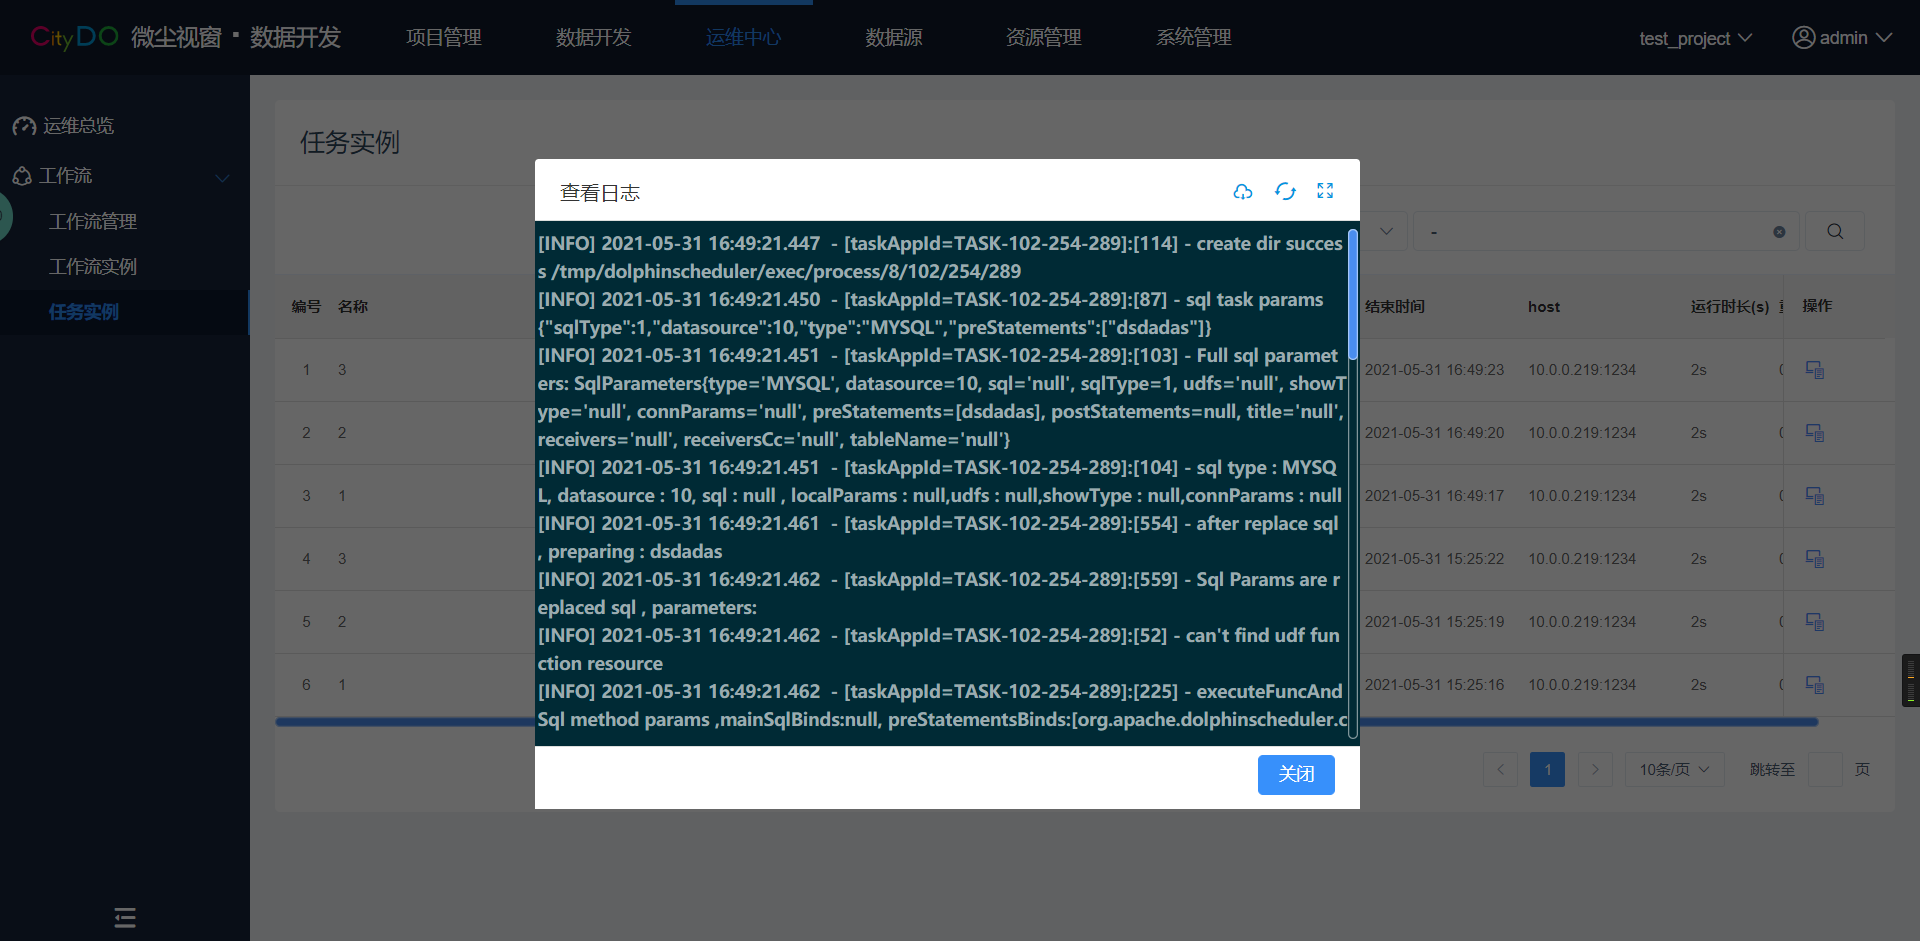 CityDO 微尘视窗·数据开发
项目管理
数据开发
运维中心
数据源
资源管理
系统管理
test_project
admin
运维总览
工作流
工作流管理
工作流实例
任务实例
任务实例
查看日志
[INFO] 2021-05-31 16:49:21.447  - [taskAppId=TASK-102-254-289]:[114] - create dir succes
s /tmp/dolphinscheduler/exec/process/8/102/254/289
[INFO] 2021-05-31 16:49:21.450  - [taskAppId=TASK-102-254-289]:[87] - sql task params
{"sqlType":1,"datasource":10,"type":"MYSQL","preStatements":["dsdadas"]}
[INFO] 2021-05-31 16:49:21.451  - [taskAppId=TASK-102-254-289]:[103] - Full sql paramet
ers: SqlParameters{type='MYSQL', datasource=10, sql='null', sqlType=1, udfs='null', showT
ype='null', connParams='null', preStatements=[dsdadas], postStatements=null, title='null',
receivers='null', receiversCc='null', tableName='null'}
[INFO] 2021-05-31 16:49:21.451  - [taskAppId=TASK-102-254-289]:[104] - sql type : MYSQ
L, datasource : 10, sql : null , localParams : null,udfs : null,showType : null,connParams : null
[INFO] 2021-05-31 16:49:21.461  - [taskAppId=TASK-102-254-289]:[554] - after replace sql
, preparing : dsdadas
[INFO] 2021-05-31 16:49:21.462  - [taskAppId=TASK-102-254-289]:[559] - Sql Params are r
eplaced sql , parameters:
[INFO] 2021-05-31 16:49:21.462  - [taskAppId=TASK-102-254-289]:[52] - can't find udf fun
ction resource
[INFO] 2021-05-31 16:49:21.462  - [taskAppId=TASK-102-254-289]:[225] - executeFuncAnd
Sql method params ,mainSqlBinds:null, preStatementsBinds:[org.apache.dolphinscheduler.c
关闭
-
编号 名称 结束时间 host 运行时长(s) 操作
1 3 2021-05-31 16:49:23 10.0.0.219:1234 2s
2 2 2021-05-31 16:49:20 10.0.0.219:1234 2s
3 1 2021-05-31 16:49:17 10.0.0.219:1234 2s
4 3 2021-05-31 15:25:22 10.0.0.219:1234 2s
5 2 2021-05-31 15:25:19 10.0.0.219:1234 2s
6 1 2021-05-31 15:25:16 10.0.0.219:1234 2s
1 10条/页 跳转至 页